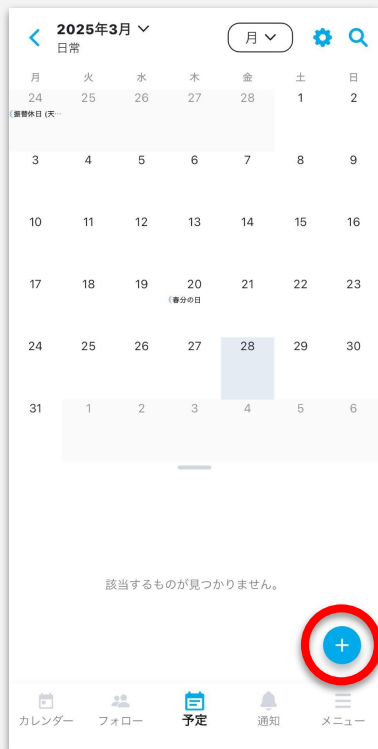 2025年3月
日常
月
月 火 水 木 金 土 日
24 25 26 27 28 1 2
振替休日 (天…
3 4 5 6 7 8 9
10 11 12 13 14 15 16
17 18 19 20 21 22 23
春分の日
24 25 26 27 28 29 30
31 1 2 3 4 5 6
該当するものが見つかりません。
+
カレンダー フォロー 予定 通知 メニュー